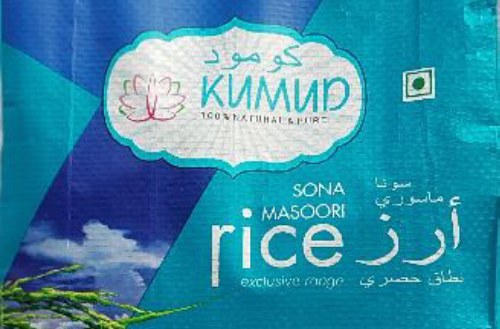 كومود
KUMUD
100% NATURAL & PURE
SONA
MASOORI
rice
exclusive range
سونا
ماسوري
أرز
نطاق حصري